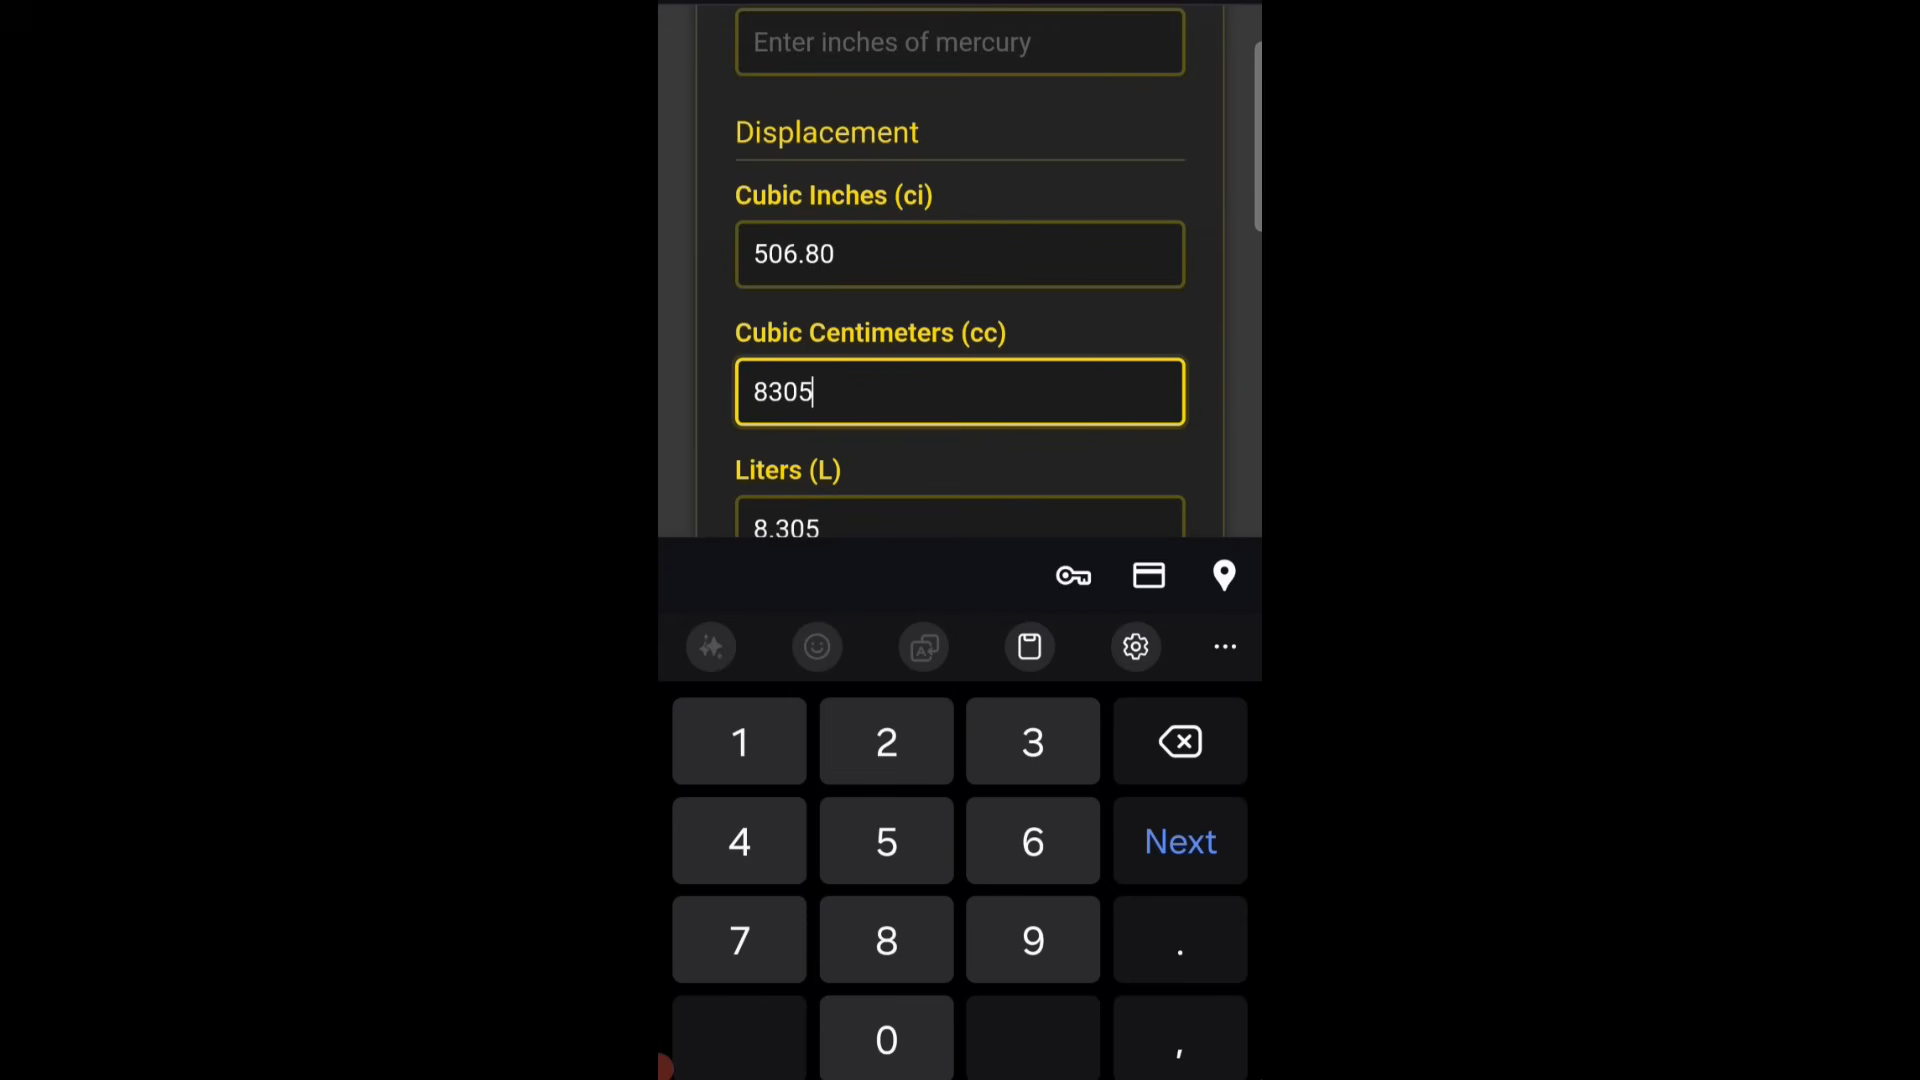 Enter inches of mercury
Displacement
Cubic Inches (ci)
506.80
Cubic Centimeters (cc)
8305
Liters (L)
8.305
1 2 3
4 5 6 Next
7 8 9 .
0 ,